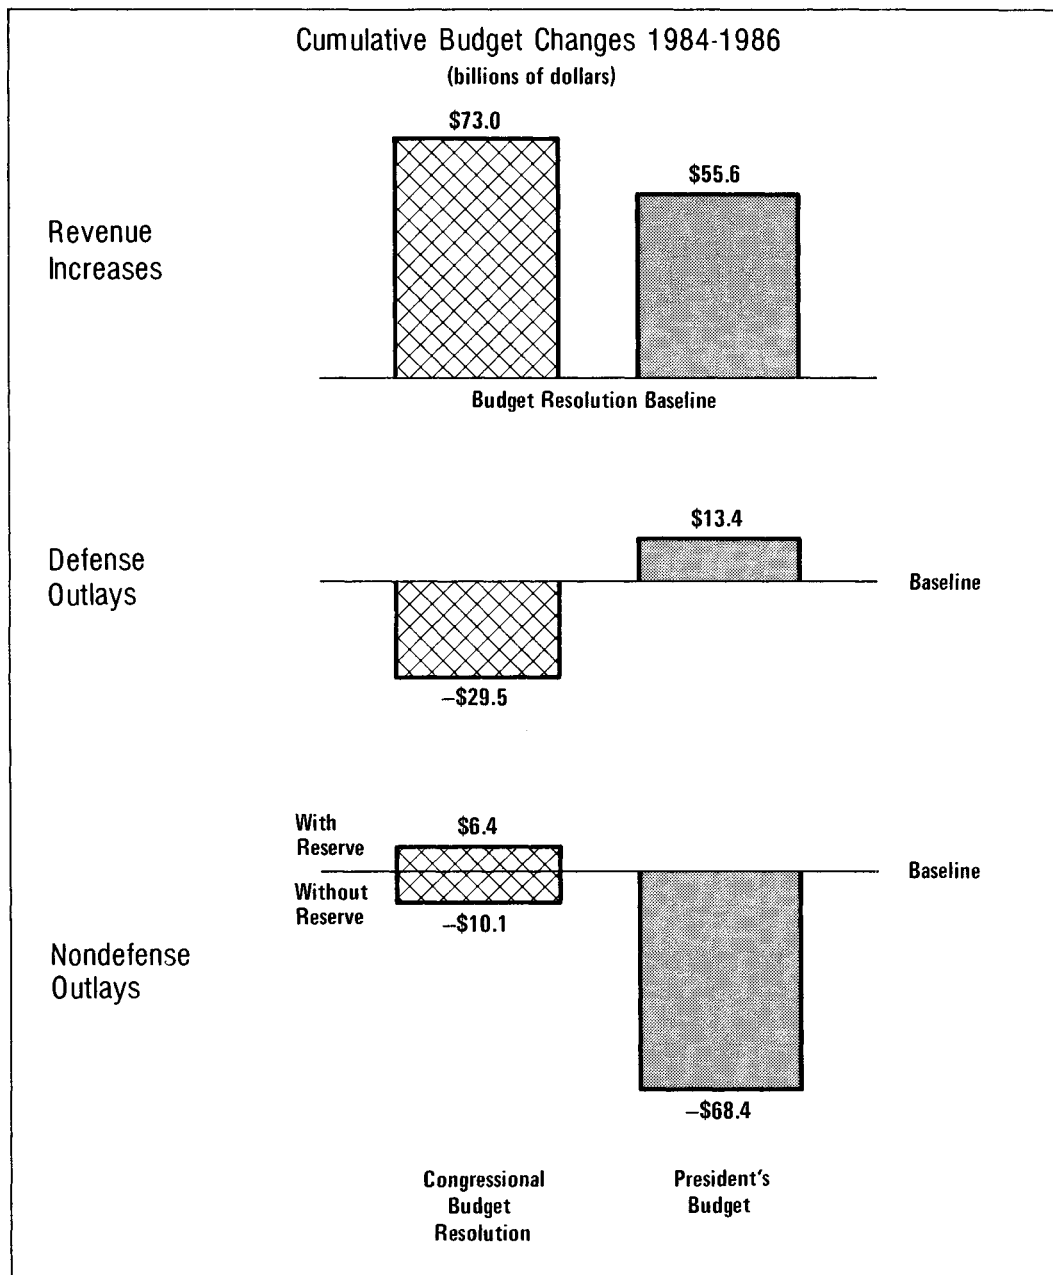 Cumulative Budget Changes 1984-1986
(billions of dollars)
$73.0
$55.6
Revenue
Increases
Budget Resolution Baseline
$13.4
Defense
Outlays
Baseline
–$29.5
With
Reserve
$6.4
Baseline
Without
Reserve
–$10.1
Nondefense
Outlays
–$68.4
Congressional
Budget
Resolution
President's
Budget